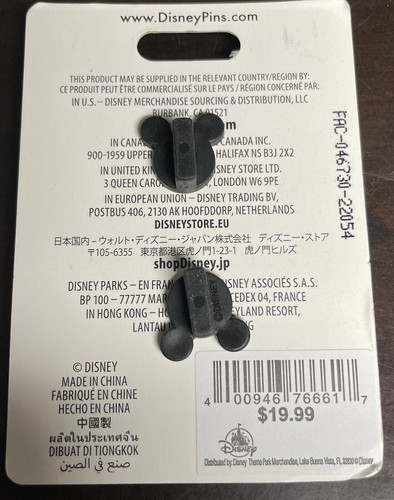 www.DisneyPins.com
THIS PRODUCT MAY BE SUPPLIED IN THE RELEVANT COUNTRY/REGION BY:
CE PRODUIT PEUT ÊTRE COMMERCIALISÉ SUR LE PAYS / RÉGION CONCERNÉ PAR:
IN U.S. – DISNEY MERCHANDISE SOURCING & DISTRIBUTION, LLC
BURBANK, CA 91521
om
IN CANA CANADA INC.
900-1959 UPPER HALIFAX NS B3J 2X2
IN UNITED STORE LTD.
3 QUEEN CARO LONDON W6 9PE
IN EUROPEAN UNION – DISNEY TRADING BV,
POSTBUS 406, 2130 AK HOOFDDORP, NETHERLANDS
DISNEYSTORE.EU
日本国内 – ウォルト・ディズニー・ジャパン株式会社 ディズニー・ストア
〒105-6355 東京都港区虎ノ門1-23-1 虎ノ門ヒルズ
shopDisney.jp
DISNEY PARKS – EN FRAN DISNEY ASSOCIÉS S.A.S.
BP 100 – 77777 MAR CEDEX 04, FRANCE
IN HONG KONG – H EYLAND RESORT,
LANTAU
FAC-046730-22054
©DISNEY
© DISNEY
MADE IN CHINA
FABRIQUÉ EN CHINE
HECHO EN CHINA
中國製
ผลิตในประเทศจีน
DIBUAT DI TIONGKOK
صنع في الصين
4 00946 76661 7
$19.99
Disney
Distributed by: Disney Theme Park Merchandise, Lake Buena Vista, FL 32830 © Disney